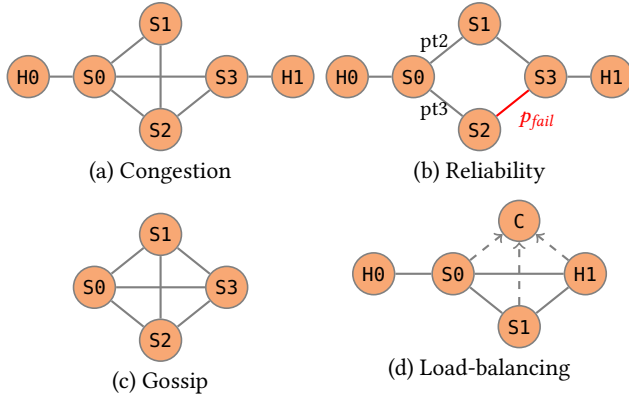 S1
H0 S0 S3 H1
S2
(a) Congestion
S1
pt2
H0 S0 S3 H1
pt3
S2 p_fail
(b) Reliability
S1
S0 S3
S2
(c) Gossip
C
H0 S0 H1
S1
(d) Load-balancing